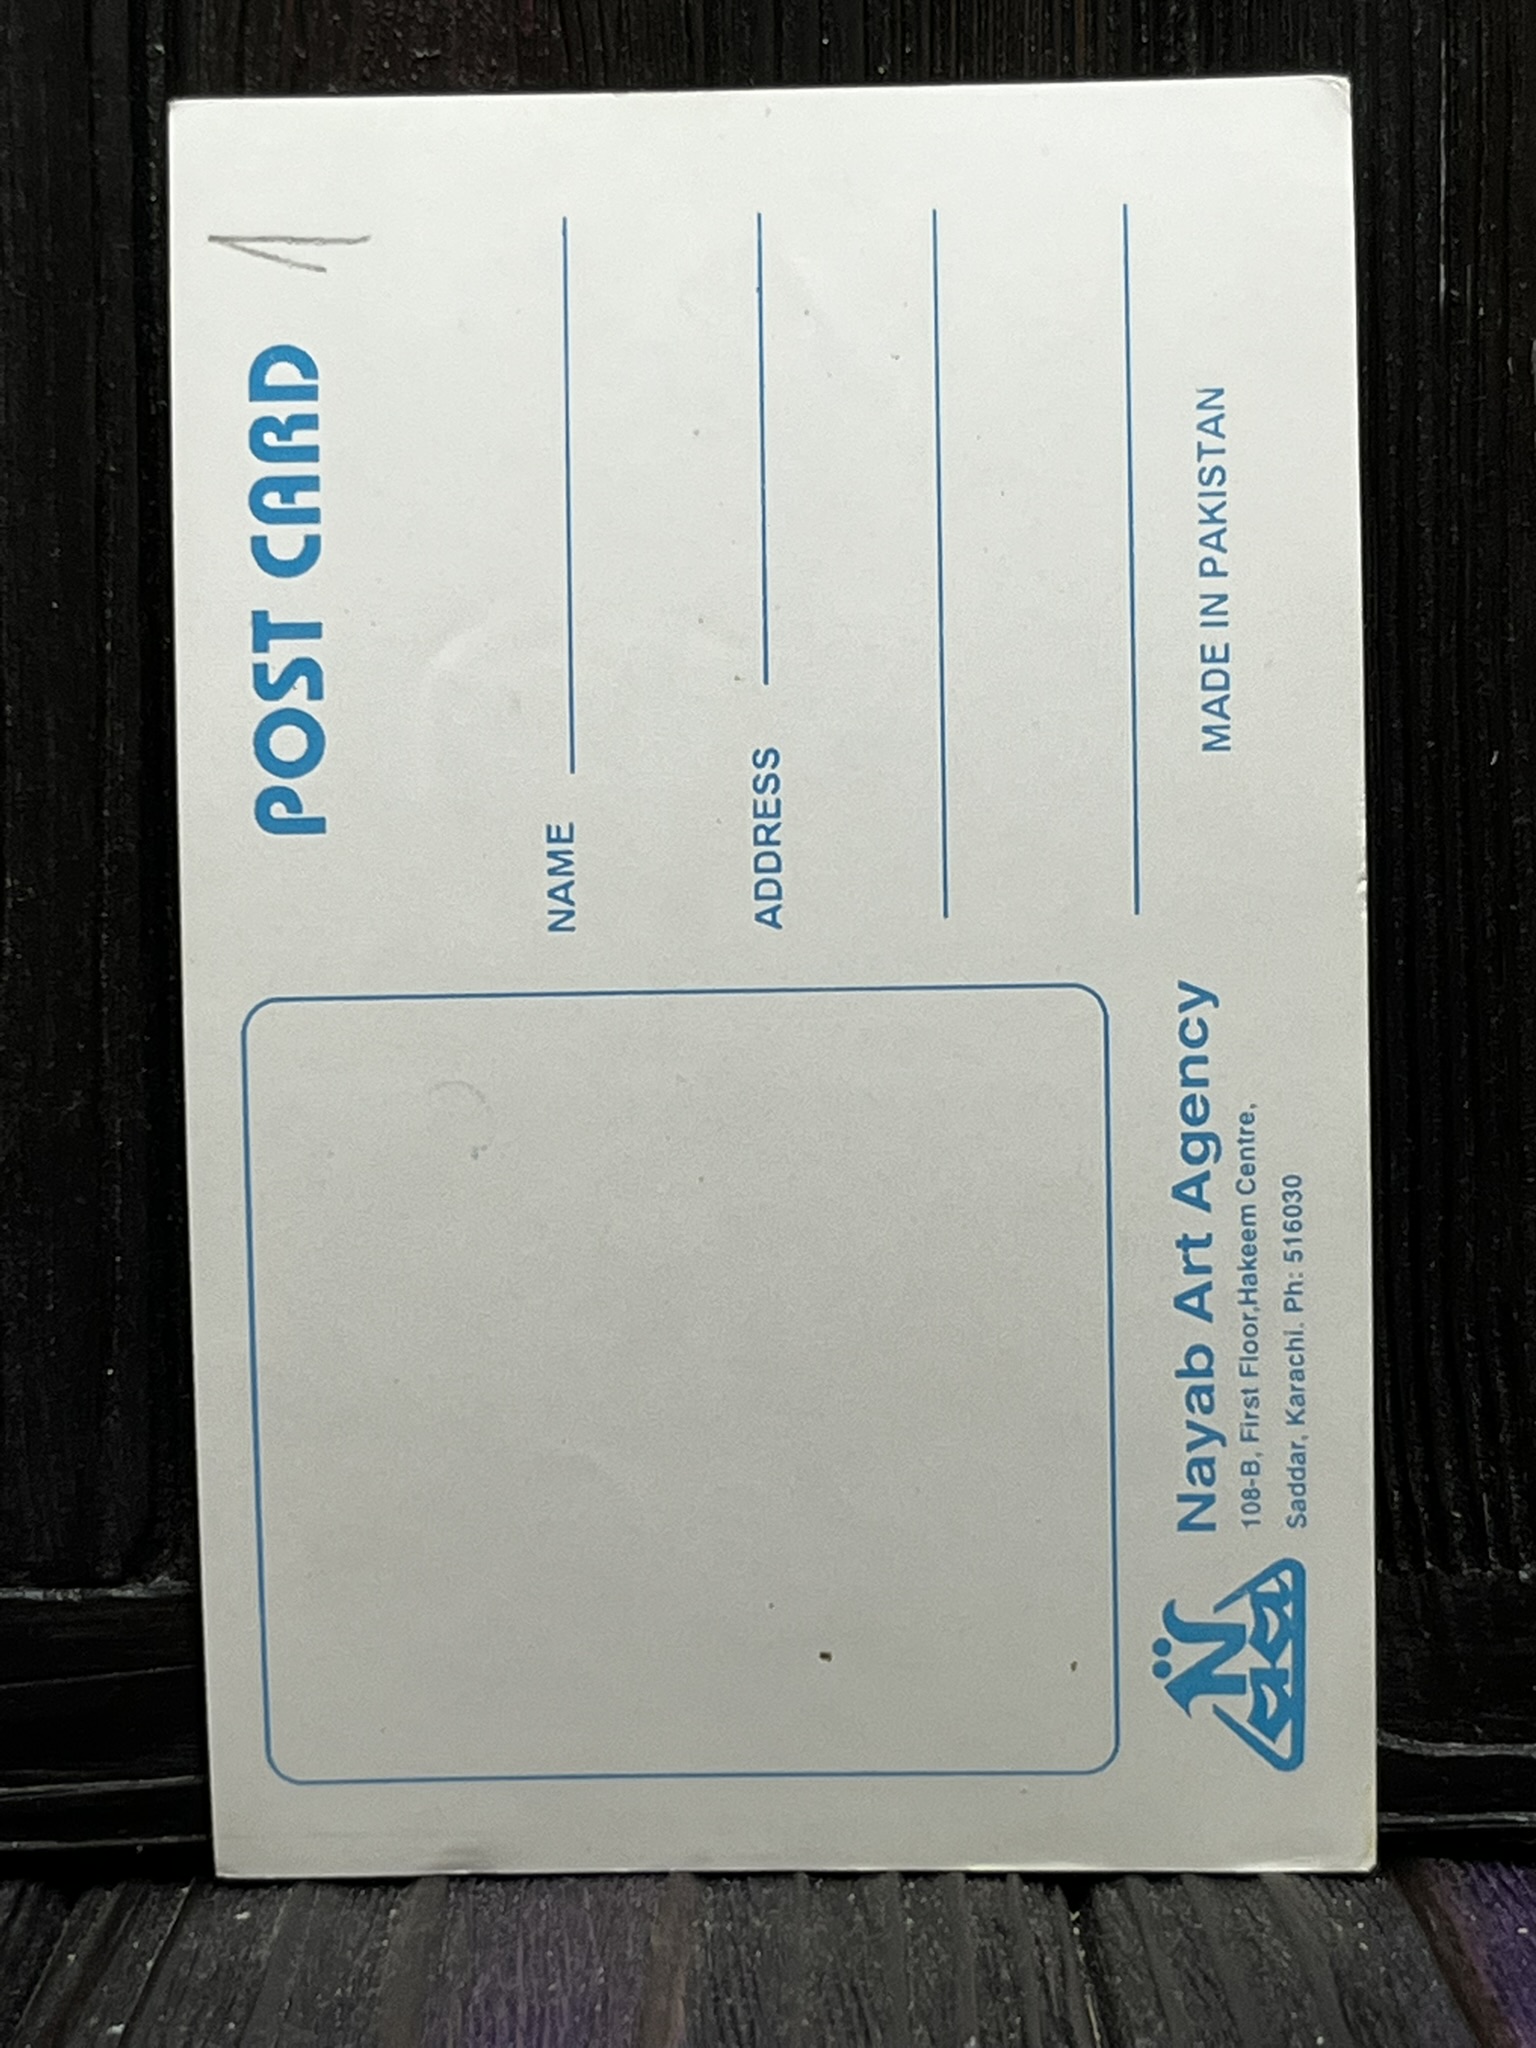 POST CARD
1
NAME
ADDRESS
MADE IN PAKISTAN
Nayab Art Agency
108-B, First Floor,Hakeem Centre,
Saddar, Karachi. Ph: 516030